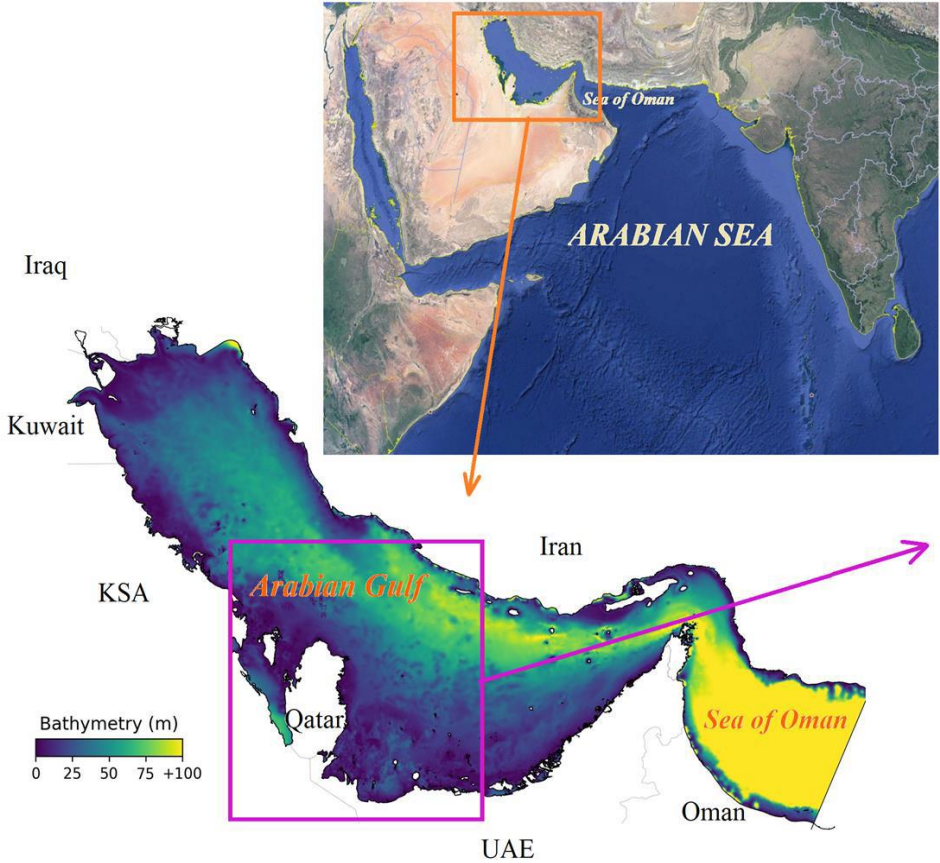 Sea of Oman
ARABIAN SEA
Iraq
Kuwait
Iran
Arabian Gulf
KSA
Qatar
Sea of Oman
Bathymetry (m)
0 25 50 75 +100
Oman
UAE